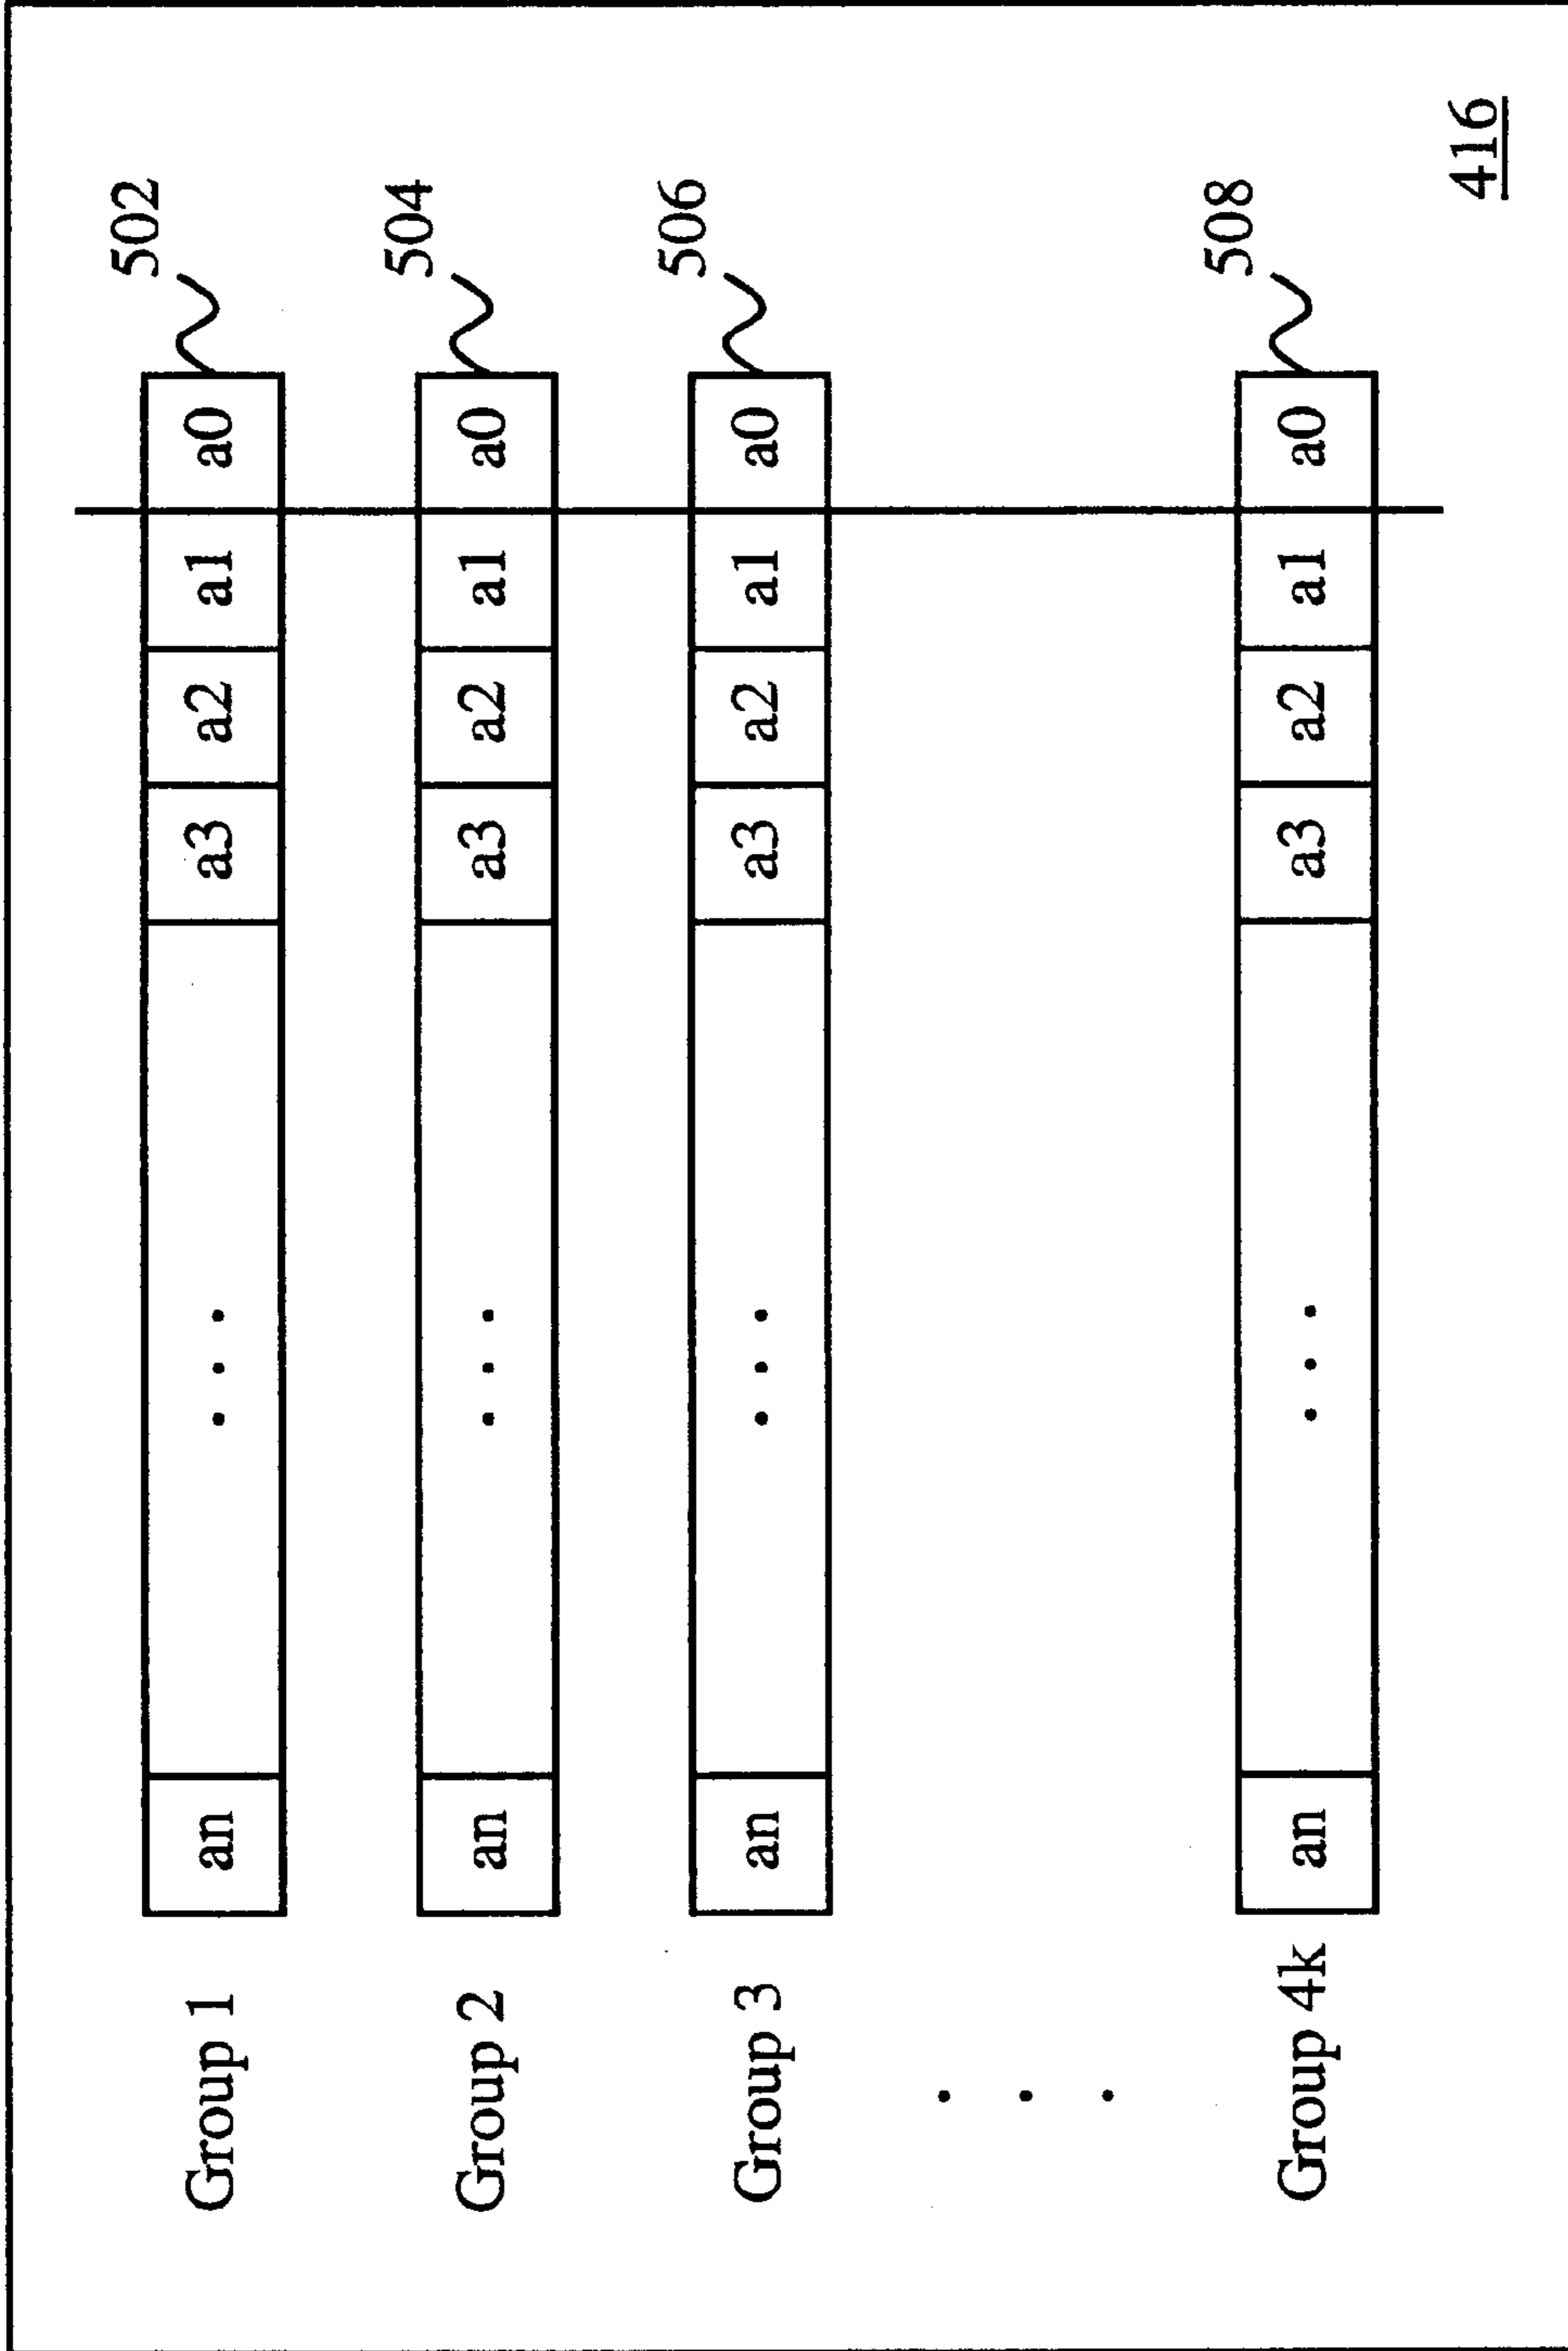 Group 1 an . . . a3 a2 a1 a0 502
Group 2 an . . . a3 a2 a1 a0 504
Group 3 an . . . a3 a2 a1 a0 506
. . .
Group 4k an . . . a3 a2 a1 a0 508
416